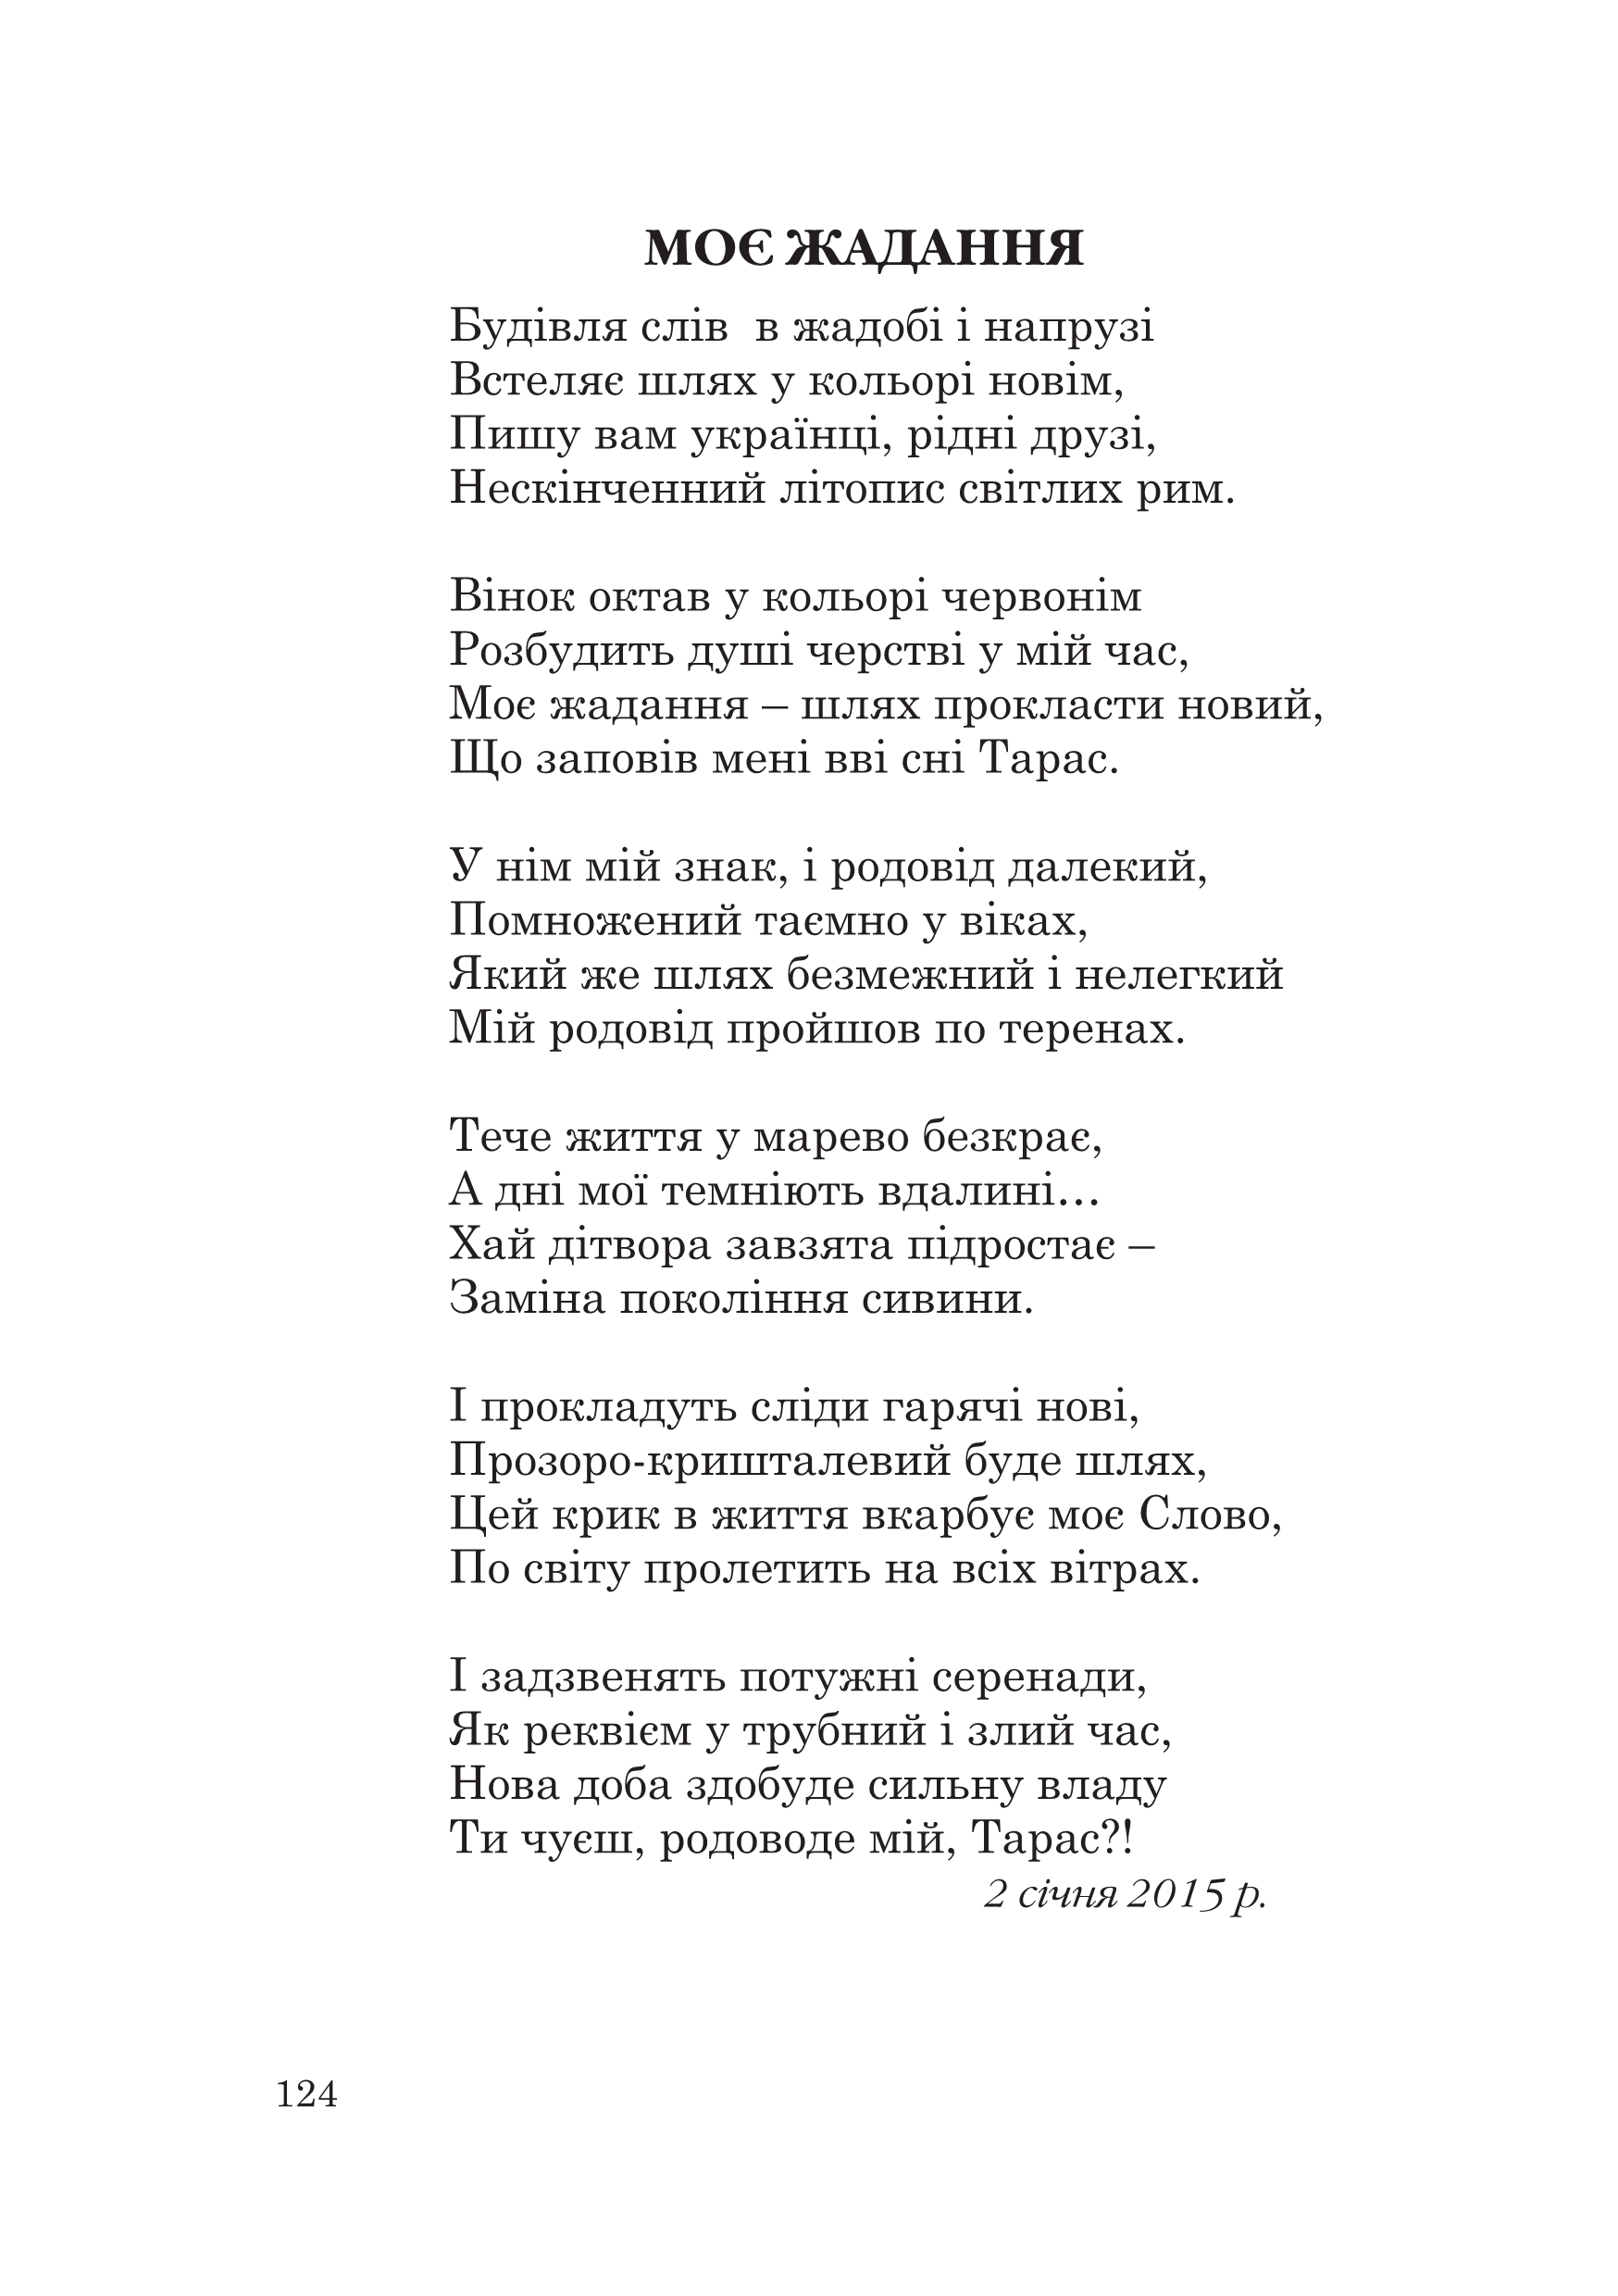 МОЄ ЖАДАННЯ
Будівля слів  в жадобі і напрузі
Встеляє шлях у кольорі новім,
Пишу вам українці, рідні друзі,
Нескінченний літопис світлих рим.

Вінок октав у кольорі червонім
Розбудить душі черстві у мій час,
Моє жадання – шлях прокласти новий,
Що заповів мені вві сні Тарас.

У нім мій знак, і родовід далекий,
Помножений таємно у віках,
Який же шлях безмежний і нелегкий
Мій родовід пройшов по теренах.

Тече життя у марево безкрає,
А дні мої темніють вдалині...
Хай дітвора завзята підростає –
Заміна покоління сивини.

І прокладуть сліди гарячі нові,
Прозоро-кришталевий буде шлях,
Цей крик в життя вкарбує моє Слово,
По світу пролетить на всіх вітрах.

І задзвенять потужні серенади,
Як реквієм у трубний і злий час,
Нова доба здобуде сильну владу
Ти чуєш, родоводе мій, Тарас?!
2 січня 2015 р.
124